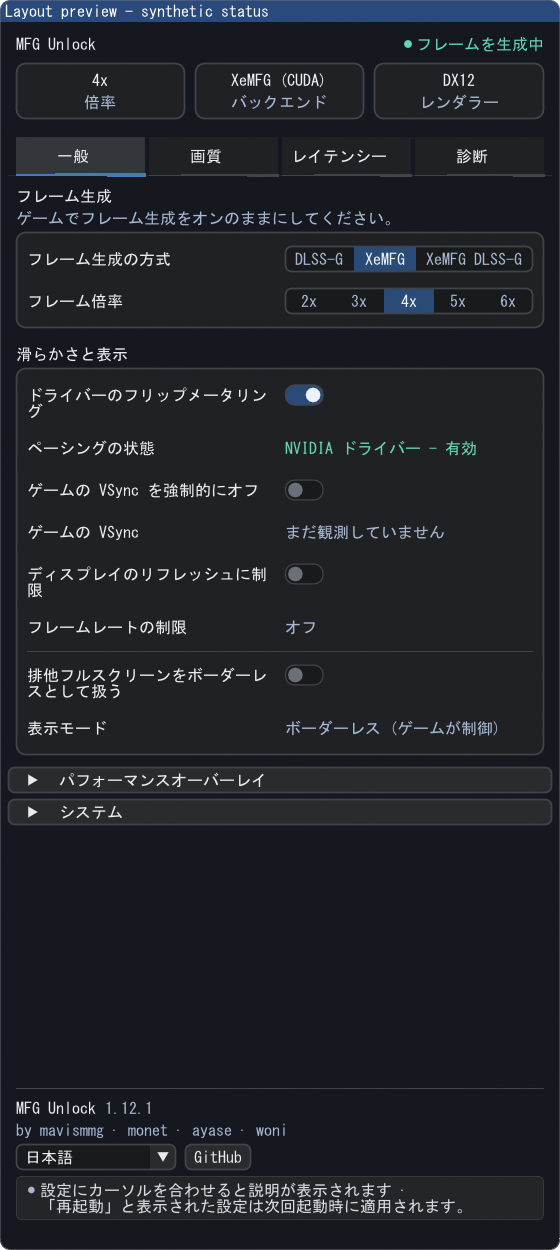 Layout preview – synthetic status
MFG Unlock
フレームを生成中
4x
倍率
XeMFG (CUDA)
バックエンド
DX12
レンダラー
一般
画質
レイテンシー
診断
フレーム生成
ゲームでフレーム生成をオンのままにしてください。
フレーム生成の方式
DLSS-G
XeMFG
XeMFG DLSS-G
フレーム倍率
2x
3x
4x
5x
6x
滑らかさと表示
ドライバーのフリップメータリン
グ
ペーシングの状態
NVIDIA ドライバー – 有効
ゲームの VSync を強制的にオフ
ゲームの VSync
まだ観測していません
ディスプレイのリフレッシュに制
限
フレームレートの制限
オフ
排他フルスクリーンをボーダーレ
スとして扱う
表示モード
ボーダーレス (ゲームが制御)
パフォーマンスオーバーレイ
システム
MFG Unlock 1.12.1
by mavismmg · monet · ayase · woni
日本語
GitHub
設定にカーソルを合わせると説明が表示されます ·
「再起動」と表示された設定は次回起動時に適用されます。